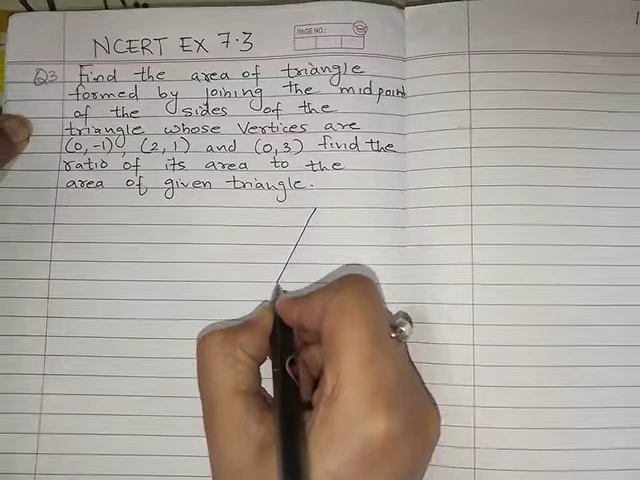 PAGE NO.:
NCERT EX 7.3
Q3 Find the area of triangle
formed by joining the midpoint
of the sides of the
triangle whose vertices are
(0,-1), (2,1) and (0,3) find the
ratio of its area to the
area of given triangle.